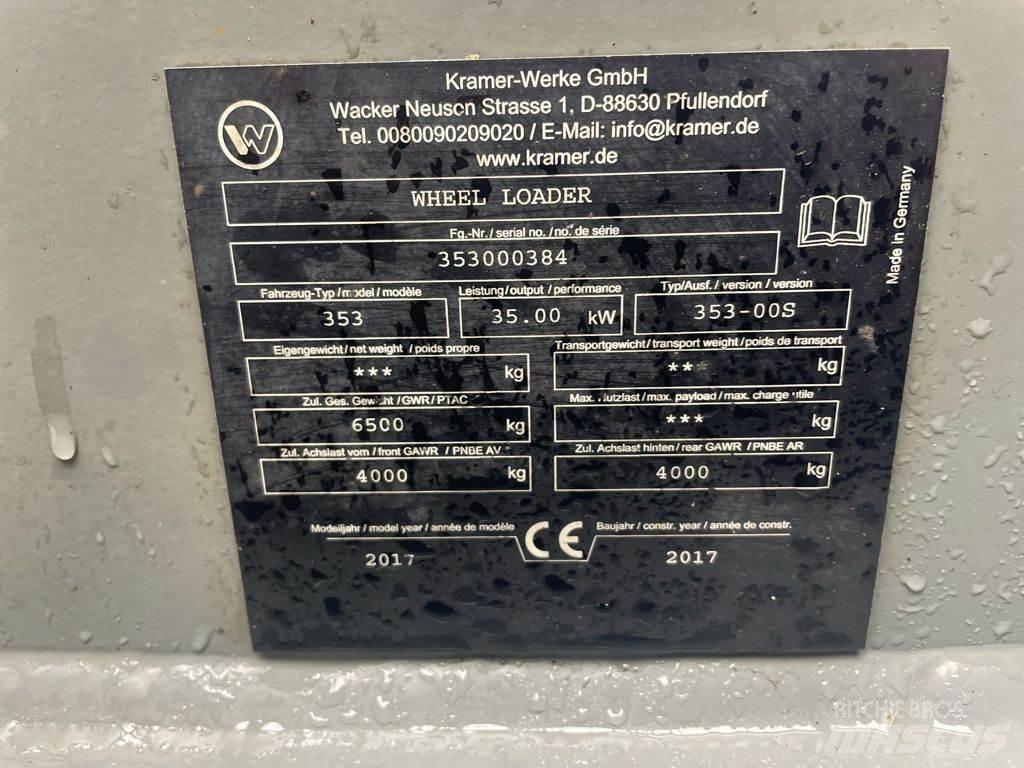 Kramer-Werke GmbH
Wacker Neuson Strasse 1, D-88630 Pfullendorf
Tel. 0080090209020 / E-Mail: info@kramer.de
www.kramer.de
W
WHEEL LOADER
Made in Germany
Fg.-Nr. / serial no. / no. de série
353000384
Fahrzeug-Typ / model / modèle Leistung / output / performance Typ/Ausf. / version / version
353 35.00 kW 353-00S
Eigengewicht / net weight / poids propre Transportgewicht / transport weight / poids de transport
*** kg *** kg
Zul. Ges. Gewicht / GWR / PTAC Max. / max. payload / max. charge utile
6500 kg *** kg
Zul. Achslast vorn / front GAWR / PNBE AV Zul. Achslast hinten / rear GAWR / PNBE AR
4000 kg 4000 kg
Modelljahr / model year / année de modèle CE Baujahr / constr. year / année de constr.
2017 2017
RITCHIE BROS.
MASCUS